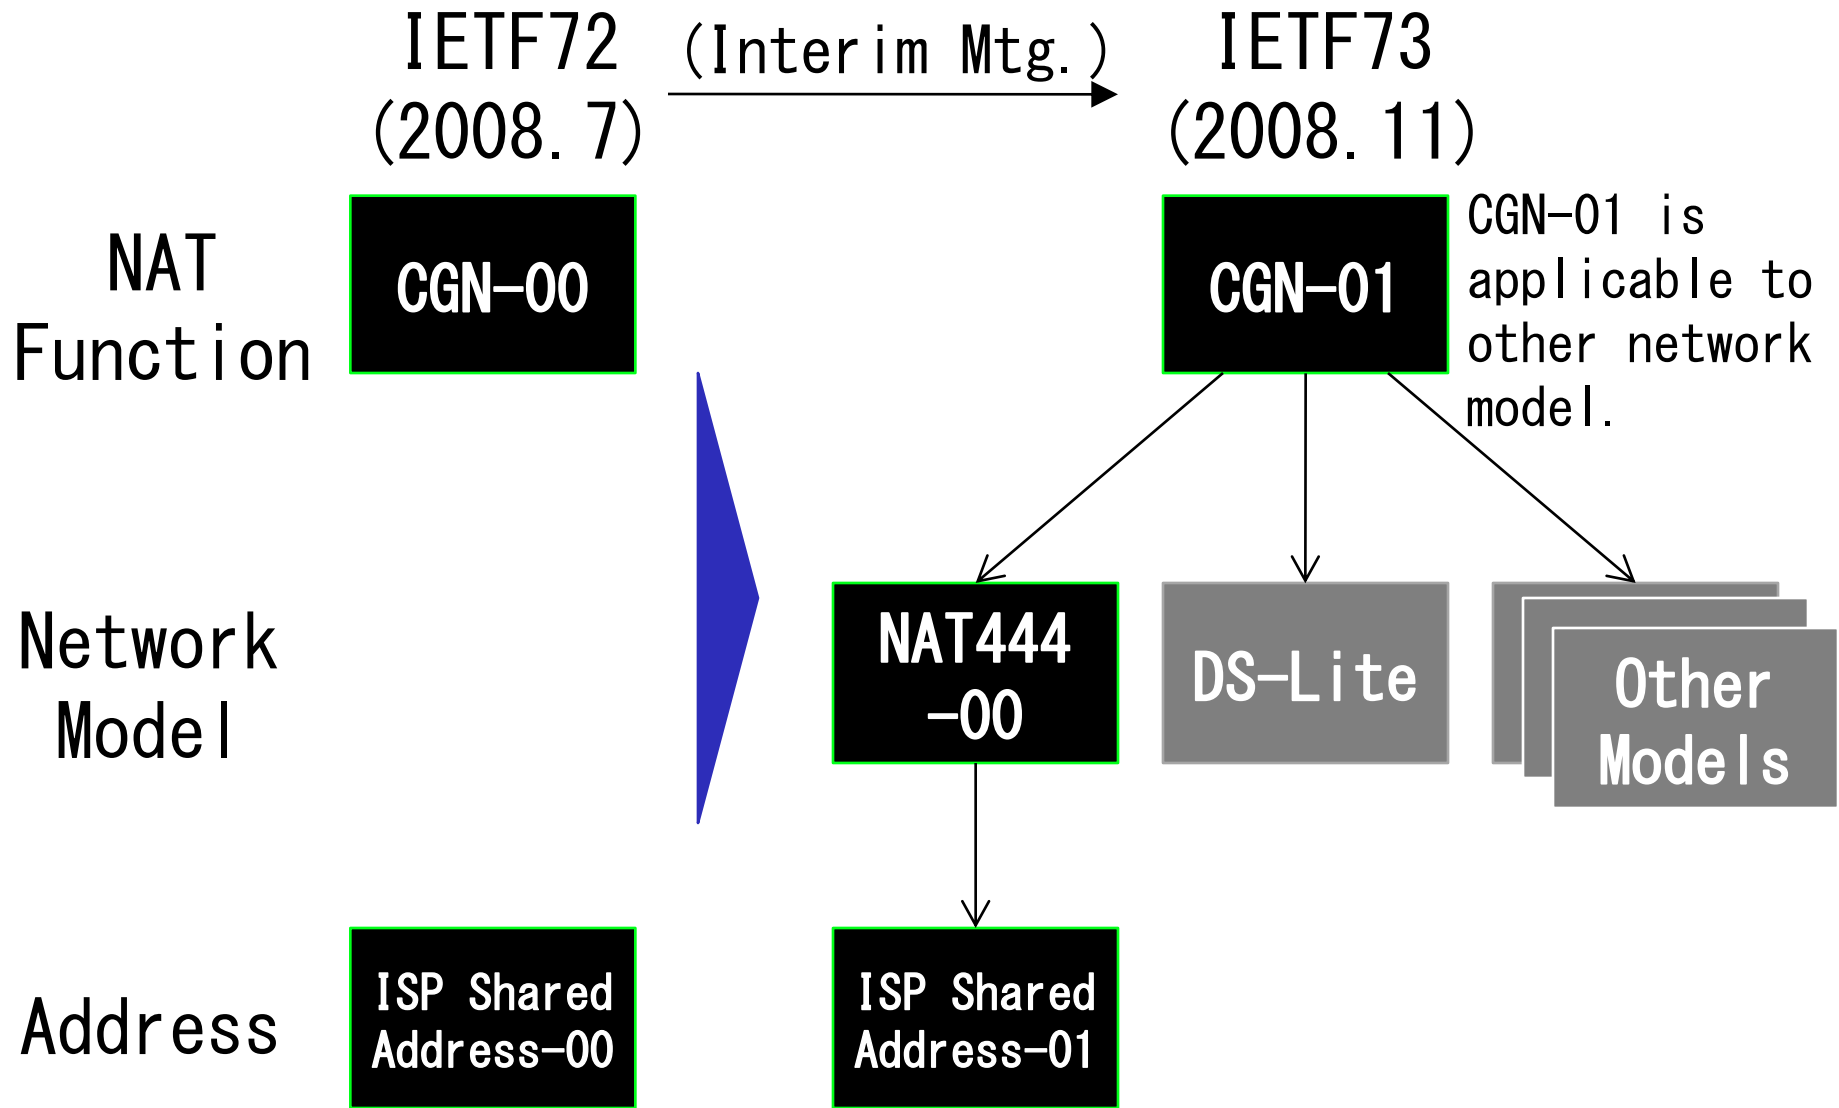 IETF72
(2008.7)
(Interim Mtg.)
IETF73
(2008.11)
NAT
Function
CGN-00
CGN-01
CGN-01 is
applicable to
other network
model.
Network
Model
NAT444
-00
DS-Lite
Other
Models
Address
ISP Shared
Address-00
ISP Shared
Address-01